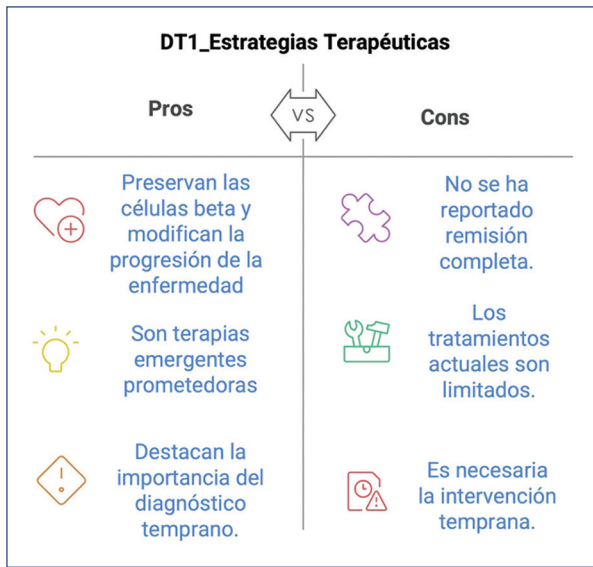 DT1_Estrategias Terapéuticas
Pros
VS
Cons
Preservan las
células beta y
modifican la
progresión de la
enfermedad
No se ha
reportado
remisión
completa.
Son terapias
emergentes
prometedoras
Los
tratamientos
actuales son
limitados.
Destacan la
importancia del
diagnóstico
temprano.
Es necesaria
la intervención
temprana.